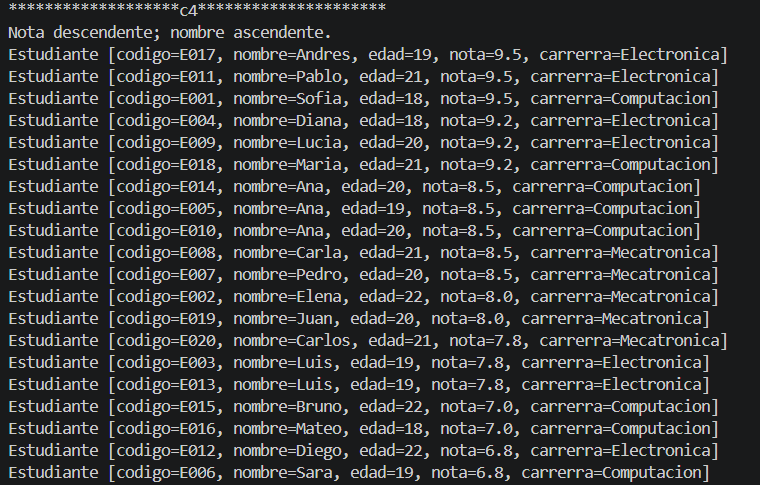 *******************c4*********************
Nota descendente; nombre ascendente.
Estudiante [codigo=E017, nombre=Andres, edad=19, nota=9.5, carrerra=Electronica]
Estudiante [codigo=E011, nombre=Pablo, edad=21, nota=9.5, carrerra=Electronica]
Estudiante [codigo=E001, nombre=Sofia, edad=18, nota=9.5, carrerra=Computacion]
Estudiante [codigo=E004, nombre=Diana, edad=18, nota=9.2, carrerra=Electronica]
Estudiante [codigo=E009, nombre=Lucia, edad=20, nota=9.2, carrerra=Electronica]
Estudiante [codigo=E018, nombre=Maria, edad=21, nota=9.2, carrerra=Computacion]
Estudiante [codigo=E014, nombre=Ana, edad=20, nota=8.5, carrerra=Computacion]
Estudiante [codigo=E005, nombre=Ana, edad=19, nota=8.5, carrerra=Computacion]
Estudiante [codigo=E010, nombre=Ana, edad=20, nota=8.5, carrerra=Computacion]
Estudiante [codigo=E008, nombre=Carla, edad=21, nota=8.5, carrerra=Mecatronica]
Estudiante [codigo=E007, nombre=Pedro, edad=20, nota=8.5, carrerra=Mecatronica]
Estudiante [codigo=E002, nombre=Elena, edad=22, nota=8.0, carrerra=Mecatronica]
Estudiante [codigo=E019, nombre=Juan, edad=20, nota=8.0, carrerra=Mecatronica]
Estudiante [codigo=E020, nombre=Carlos, edad=21, nota=7.8, carrerra=Mecatronica]
Estudiante [codigo=E003, nombre=Luis, edad=19, nota=7.8, carrerra=Electronica]
Estudiante [codigo=E013, nombre=Luis, edad=19, nota=7.8, carrerra=Electronica]
Estudiante [codigo=E015, nombre=Bruno, edad=22, nota=7.0, carrerra=Computacion]
Estudiante [codigo=E016, nombre=Mateo, edad=18, nota=7.0, carrerra=Computacion]
Estudiante [codigo=E012, nombre=Diego, edad=22, nota=6.8, carrerra=Electronica]
Estudiante [codigo=E006, nombre=Sara, edad=19, nota=6.8, carrerra=Computacion]